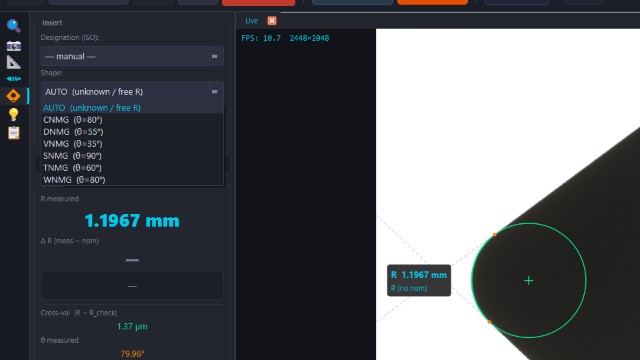 Insert
Designation (ISO):
— manual —
Shape:
AUTO (unknown / free R)
AUTO (unknown / free R)
CNMG (θ=80°)
DNMG (θ=55°)
VNMG (θ=35°)
SNMG (θ=90°)
TNMG (θ=60°)
WNMG (θ=80°)
R measured
1.1967 mm
Δ R (meas − nom)
—
—
Cross-val |R − R_check|
1.37 µm
θ measured
79.96°
Live
FPS: 10.7 2448×2048
R 1.1967 mm
R (no nom)